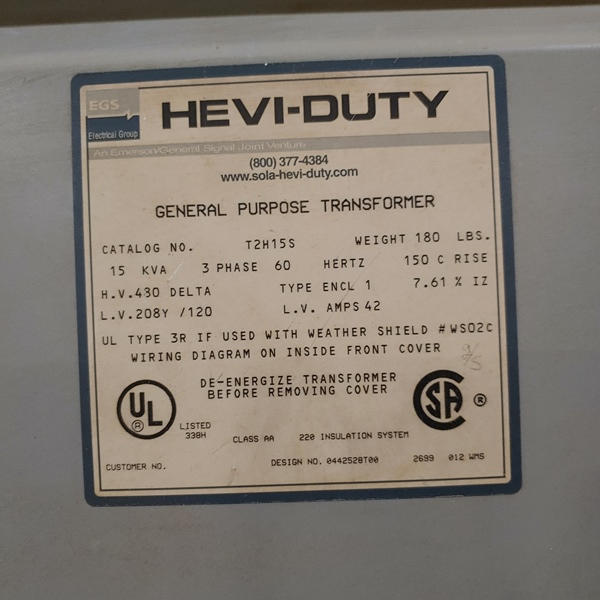 EGS
Electrical Group
HEVI-DUTY
An Emerson/General Signal Joint Venture
(800) 377-4384
www.sola-hevi-duty.com
GENERAL PURPOSE TRANSFORMER
CATALOG NO. T2H15S WEIGHT 180 LBS.
15 KVA 3 PHASE 60 HERTZ 150 C RISE
H.V.480 DELTA TYPE ENCL 1 7.61 % IZ
L.V.208Y /120 L.V. AMPS 42
UL TYPE 3R IF USED WITH WEATHER SHIELD #WS02C
WIRING DIAGRAM ON INSIDE FRONT COVER
DE-ENERGIZE TRANSFORMER
BEFORE REMOVING COVER
UL ®
LISTED
338H
SA ®
CLASS AA 220 INSULATION SYSTEM
CUSTOMER NO. DESIGN NO. 0442528T00 2699 012 WMS